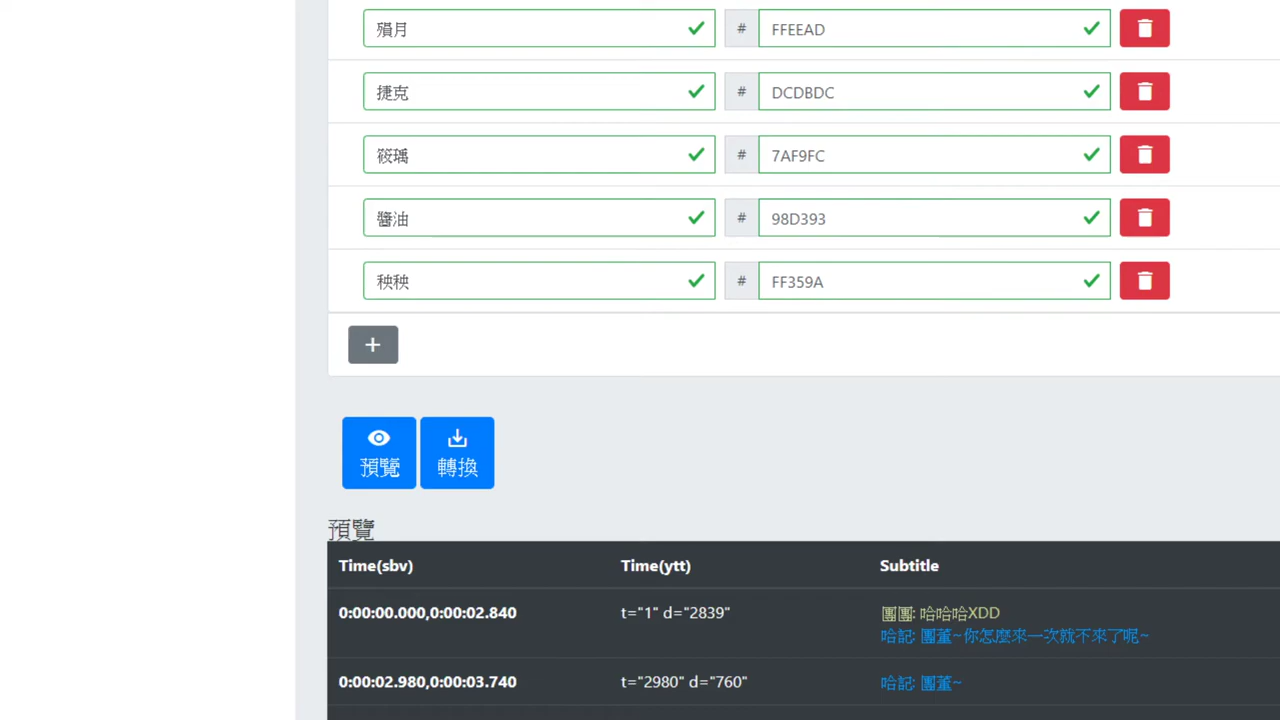 殞月 # FFEEAD
捷克 # DCDBDC
筱瑀 # 7AF9FC
醬油 # 98D393
秧秧 # FF359A
+
預覽 轉換
預覽
Time(sbv) Time(ytt) Subtitle
0:00:00.000,0:00:02.840 t="1" d="2839" 團團: 哈哈哈XDD
哈記: 團董~你怎麼來一次就不來了呢~
0:00:02.980,0:00:03.740 t="2980" d="760" 哈記: 團董~